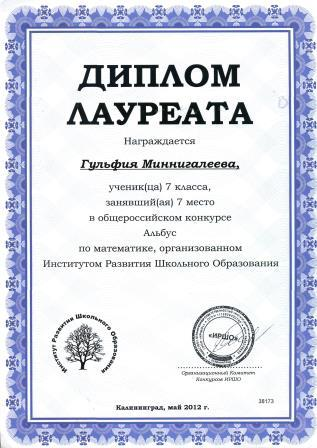 ДИПЛОМ
ЛАУРЕАТА
Награждается
Гульфия Миннигалеева,
ученик(ца) 7 класса,
занявший(ая) 7 место
в общероссийском конкурсе
Альбус
по математике, организованном
Институтом Развития Школьного Образования
Институт Развития Школьного Образования
«ИРШО»
Организационный Комитет
Конкурсов ИРШО
38173
Калининград, май 2012 г.